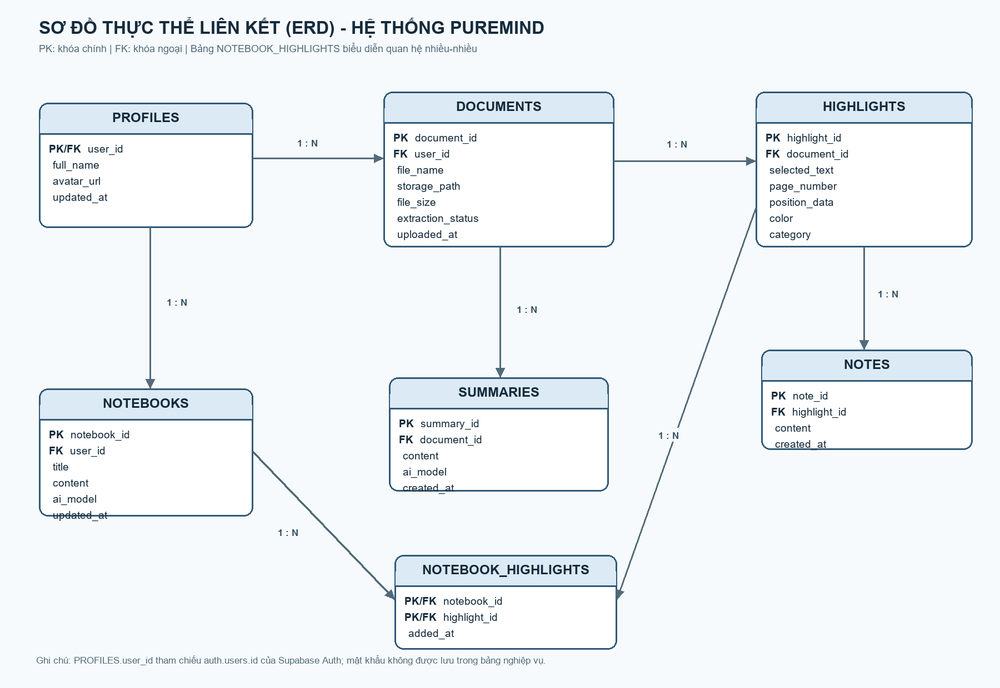 SƠ ĐỒ THỰC THỂ LIÊN KẾT (ERD) - HỆ THỐNG PUREMIND
PK: khóa chính | FK: khóa ngoại | Bảng NOTEBOOK_HIGHLIGHTS biểu diễn quan hệ nhiều-nhiều
PROFILES
PK/FK user_id
full_name
avatar_url
updated_at
1 : N
DOCUMENTS
PK document_id
FK user_id
file_name
storage_path
file_size
extraction_status
uploaded_at
1 : N
HIGHLIGHTS
PK highlight_id
FK document_id
selected_text
page_number
position_data
color
category
1 : N
1 : N
1 : N
NOTEBOOKS
PK notebook_id
FK user_id
title
content
ai_model
updated_at
SUMMARIES
PK summary_id
FK document_id
content
ai_model
created_at
1 : N
NOTES
PK note_id
FK highlight_id
content
created_at
1 : N
NOTEBOOK_HIGHLIGHTS
PK/FK notebook_id
PK/FK highlight_id
added_at
Ghi chú: PROFILES.user_id tham chiếu auth.users.id của Supabase Auth; mật khẩu không được lưu trong bảng nghiệp vụ.